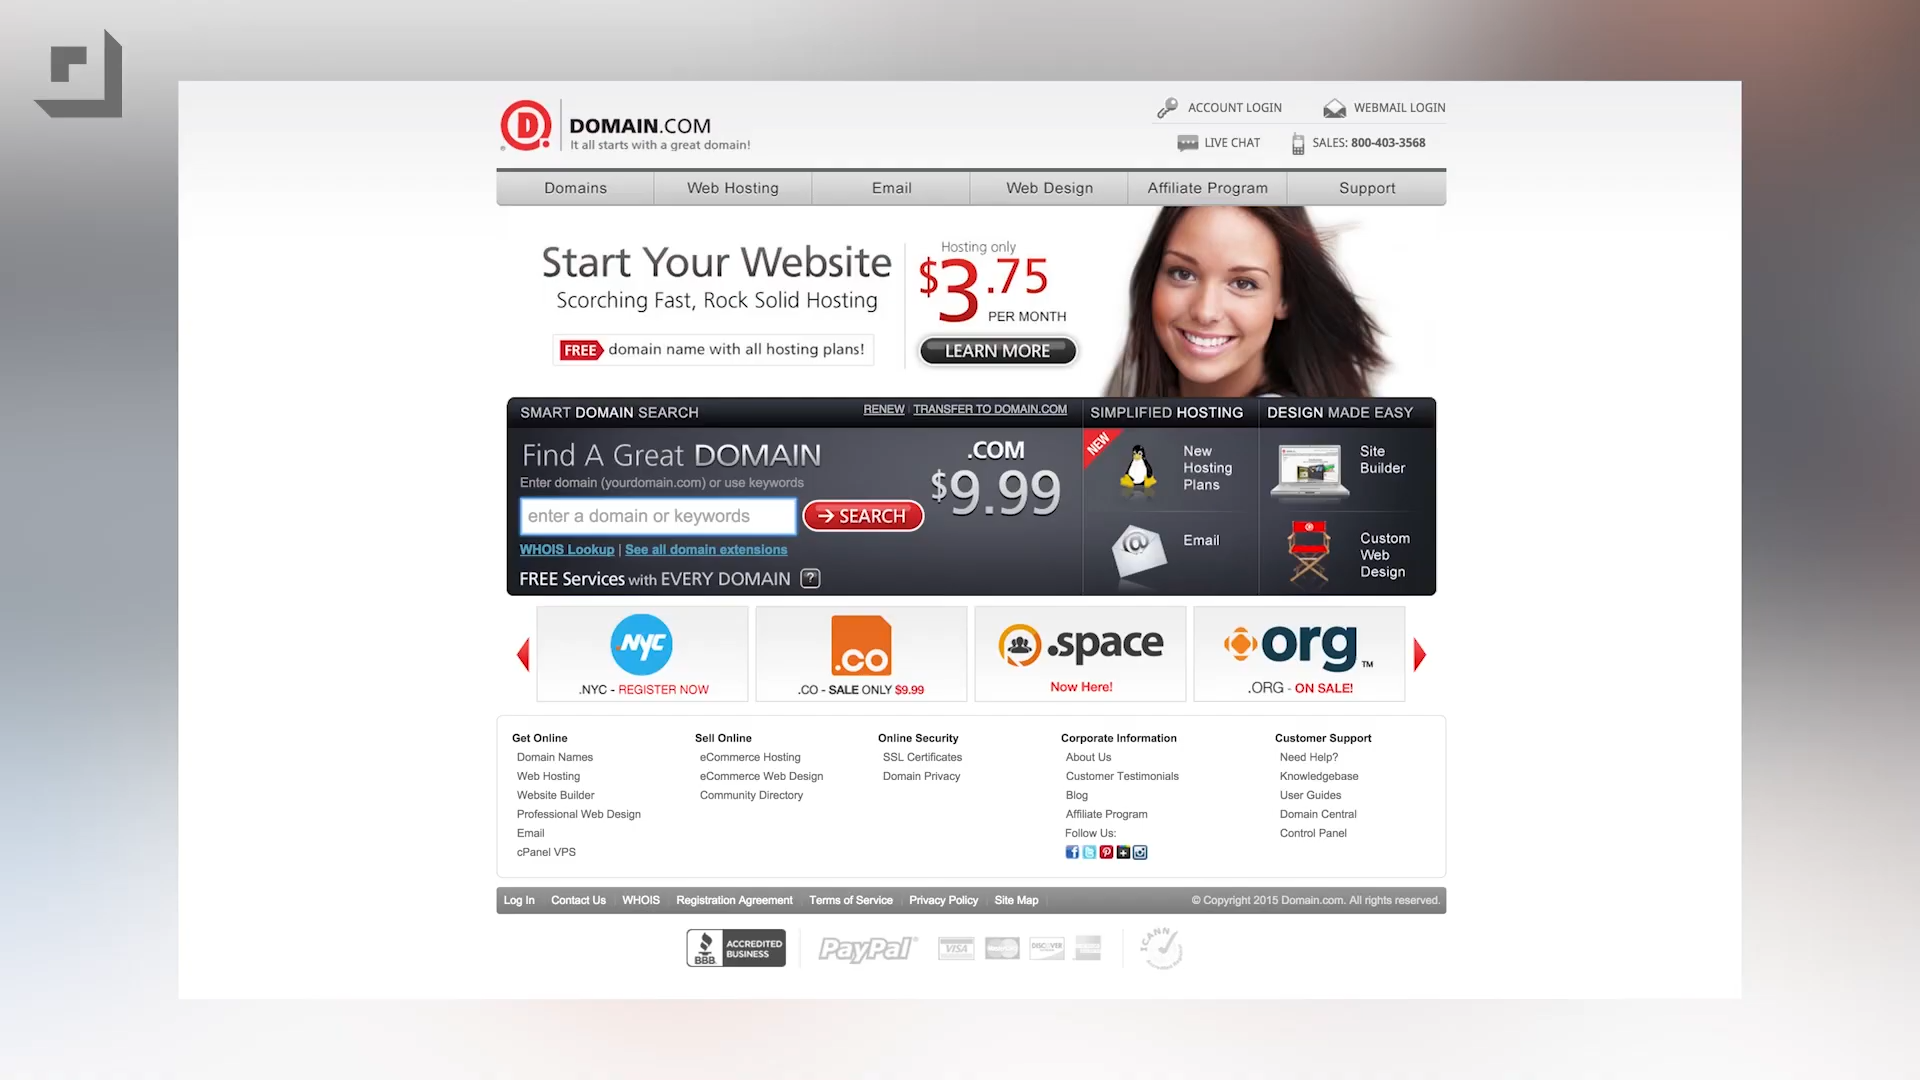 DOMAIN.COM
It all starts with a great domain!
ACCOUNT LOGIN
WEBMAIL LOGIN
LIVE CHAT
SALES: 800-403-3568
Domains
Web Hosting
Email
Web Design
Affiliate Program
Support
Start Your Website
Scorching Fast, Rock Solid Hosting
FREE domain name with all hosting plans!
Hosting only
$3.75
PER MONTH
LEARN MORE
SMART DOMAIN SEARCH
RENEW | TRANSFER TO DOMAIN.COM
Find A Great DOMAIN
Enter domain (yourdomain.com) or use keywords
enter a domain or keywords
SEARCH
WHOIS Lookup | See all domain extensions
FREE Services with EVERY DOMAIN ?
.COM
$9.99
SIMPLIFIED HOSTING
NEW
New
Hosting
Plans
Email
DESIGN MADE EASY
Site
Builder
Custom
Web
Design
.NYC
.NYC - REGISTER NOW
.co
.CO - SALE ONLY $9.99
.space
Now Here!
org TM
.ORG - ON SALE!
Get Online
Domain Names
Web Hosting
Website Builder
Professional Web Design
Email
cPanel VPS
Sell Online
eCommerce Hosting
eCommerce Web Design
Community Directory
Online Security
SSL Certificates
Domain Privacy
Corporate Information
About Us
Customer Testimonials
Blog
Affiliate Program
Follow Us:
Customer Support
Need Help?
Knowledgebase
User Guides
Domain Central
Control Panel
Log In
Contact Us
WHOIS
Registration Agreement
Terms of Service
Privacy Policy
Site Map
© Copyright 2015 Domain.com. All rights reserved.
BBB
ACCREDITED
BUSINESS
PayPal
VISA
MasterCard
DISCOVER
ICANN